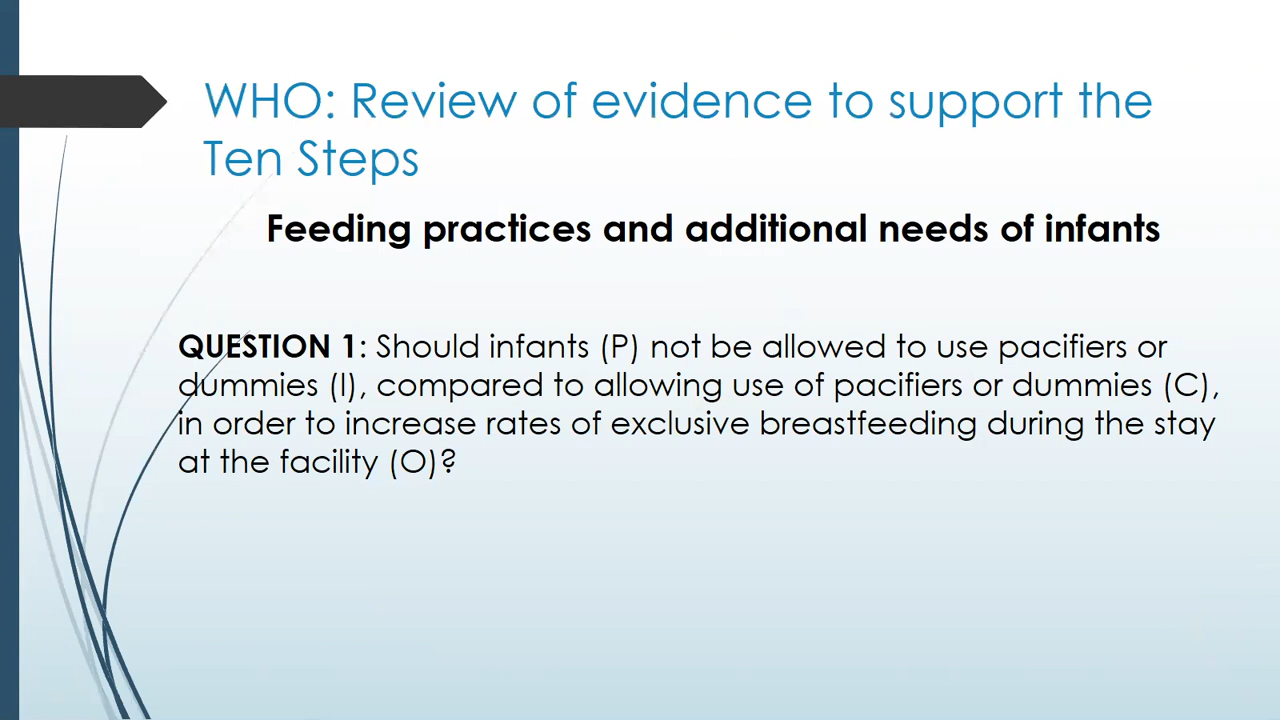 WHO: Review of evidence to support the
Ten Steps
Feeding practices and additional needs of infants
QUESTION 1: Should infants (P) not be allowed to use pacifiers or
dummies (I), compared to allowing use of pacifiers or dummies (C),
in order to increase rates of exclusive breastfeeding during the stay
at the facility (O)?